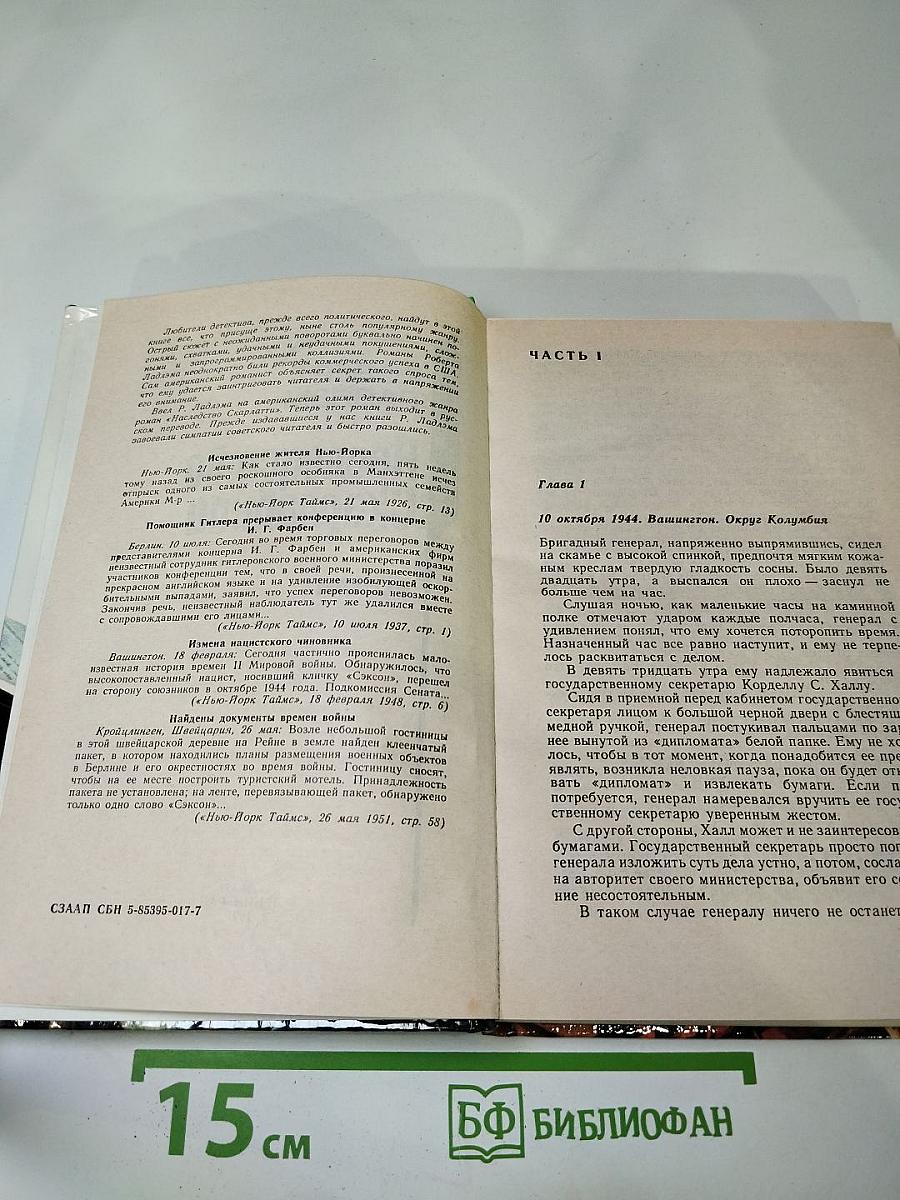 Любители детектива, прежде всего политического, найдут в этой
книге все, что присуще этому, ныне столь популярному жанру.
Острый сюжет с неожиданными поворотами буквально начинен по-
гонями, схватками, удачными и неудачными покушениями, слож-
ными и запрограммированными коллизиями. Романы Роберта
Ладлэма неоднократно били рекорды коммерческого успеха в США.
Сам американский романист объясняет секрет такого спроса тем,
что ему удается заинтриговать читателя и держать в напряжении
его внимание.
Ввел Р. Ладлэма на американский олимп детективного жанра
роман «Наследство Скарлатти». Теперь этот роман выходит в рус-
ском переводе. Прежде издававшиеся у нас книги Р. Ладлэма
завоевали симпатии советского читателя и быстро разошлись.
Исчезновение жителя Нью-Йорка
Нью-Йорк. 21 мая: Как стало известно сегодня, пять недель
тому назад из своего роскошного особняка в Манхэттене исчез
отпрыск одного из самых состоятельных промышленных семейств
Америки М-р ...
(«Нью-Йорк Таймс», 21 мая 1926, стр. 13)
Помощник Гитлера прерывает конференцию в концерне
И. Г. Фарбен
Берлин. 10 июля: Сегодня во время торговых переговоров между
представителями концерна И. Г. Фарбен и американских фирм
неизвестный сотрудник гитлеровского военного министерства поразил
участников конференции тем, что в своей речи, произнесенной на
прекрасном английском языке и на удивление изобилующей оскор-
бительными выпадами, заявил, что успех переговоров невозможен.
Закончив речь, неизвестный наблюдатель тут же удалился вместе
с сопровождавшими его лицами...
(«Нью-Йорк Таймс», 10 июля 1937, стр. 1)
Измена нацистского чиновника
Вашингтон. 18 февраля: Сегодня частично прояснилась мало-
известная история времен II Мировой войны. Обнаружилось, что
высокопоставленный нацист, носивший кличку «Сэксон», перешел
на сторону союзников в октябре 1944 года. Подкомиссия Сената...
(«Нью-Йорк Таймс», 18 февраля 1948, стр. 6)
Найдены документы времен войны
Кройцлинген, Швейцария, 26 мая: Возле небольшой гостиницы
в этой швейцарской деревне на Рейне в земле найден клеенчатый
пакет, в котором находились планы размещения военных объектов
в Берлине и его окрестностях во время войны. Гостиницу сносят,
чтобы на ее месте построить туристский мотель. Принадлежность
пакета не установлена; на ленте, перевязывающей пакет, обнаружено
только одно слово «Сэксон»...
(«Нью-Йорк Таймс», 26 мая 1951, стр. 58)
СЗААП СБН 5-85395-017-7
ЧАСТЬ I
Глава 1
10 октября 1944. Вашингтон. Округ Колумбия
Бригадный генерал, напряженно выпрямившись, сидел
на скамье с высокой спинкой, предпочтя мягким кожа-
ным креслам твердую гладкость сосны. Было девять
двадцать утра, а выспался он плохо — заснул не
больше чем на час.
Слушая ночью, как маленькие часы на каминной
полке отмечают ударом каждые полчаса, генерал с
удивлением понял, что ему хочется поторопить время.
Назначенный час все равно наступит, и ему не терпе-
лось расквитаться с делом.
В девять тридцать утра ему надлежало явиться
государственному секретарю Корделлу С. Халлу.
Сидя в приемной перед кабинетом государственно
секретаря лицом к большой черной двери с блестящ
медной ручкой, генерал постукивал пальцами по зар
нее вынутой из «дипломата» белой папке. Ему не хо
лось, чтобы в тот момент, когда понадобится ее пре
являть, возникла неловкая пауза, пока он будет отк
вать «дипломат» и извлекать бумаги. Если п
потребуется, генерал намеревался вручить ее госу
ственному секретарю уверенным жестом.
С другой стороны, Халл может и не заинтересов
бумагами. Государственный секретарь просто поп
генерала изложить суть дела устно, а потом, сосла
на авторитет своего министерства, объявит его со
ние несостоятельным.
В таком случае генералу ничего не останет
15 см
БФ БИБЛИОФАН